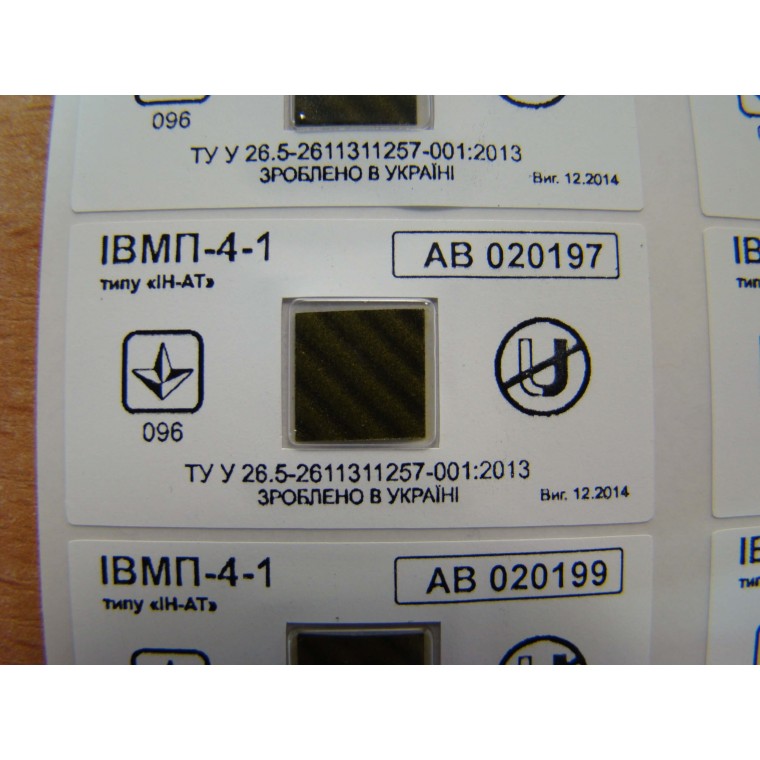 096
ТУ У 26.5-2611311257-001:2013
ЗРОБЛЕНО В УКРАЇНІ
Виг. 12.2014
ІВМП-4-1
АВ 020197
типу «ІН-АТ»
096
ТУ У 26.5-2611311257-001:2013
ЗРОБЛЕНО В УКРАЇНІ
Виг. 12.2014
ІВМП-4-1
АВ 020199
типу «ІН-АТ»